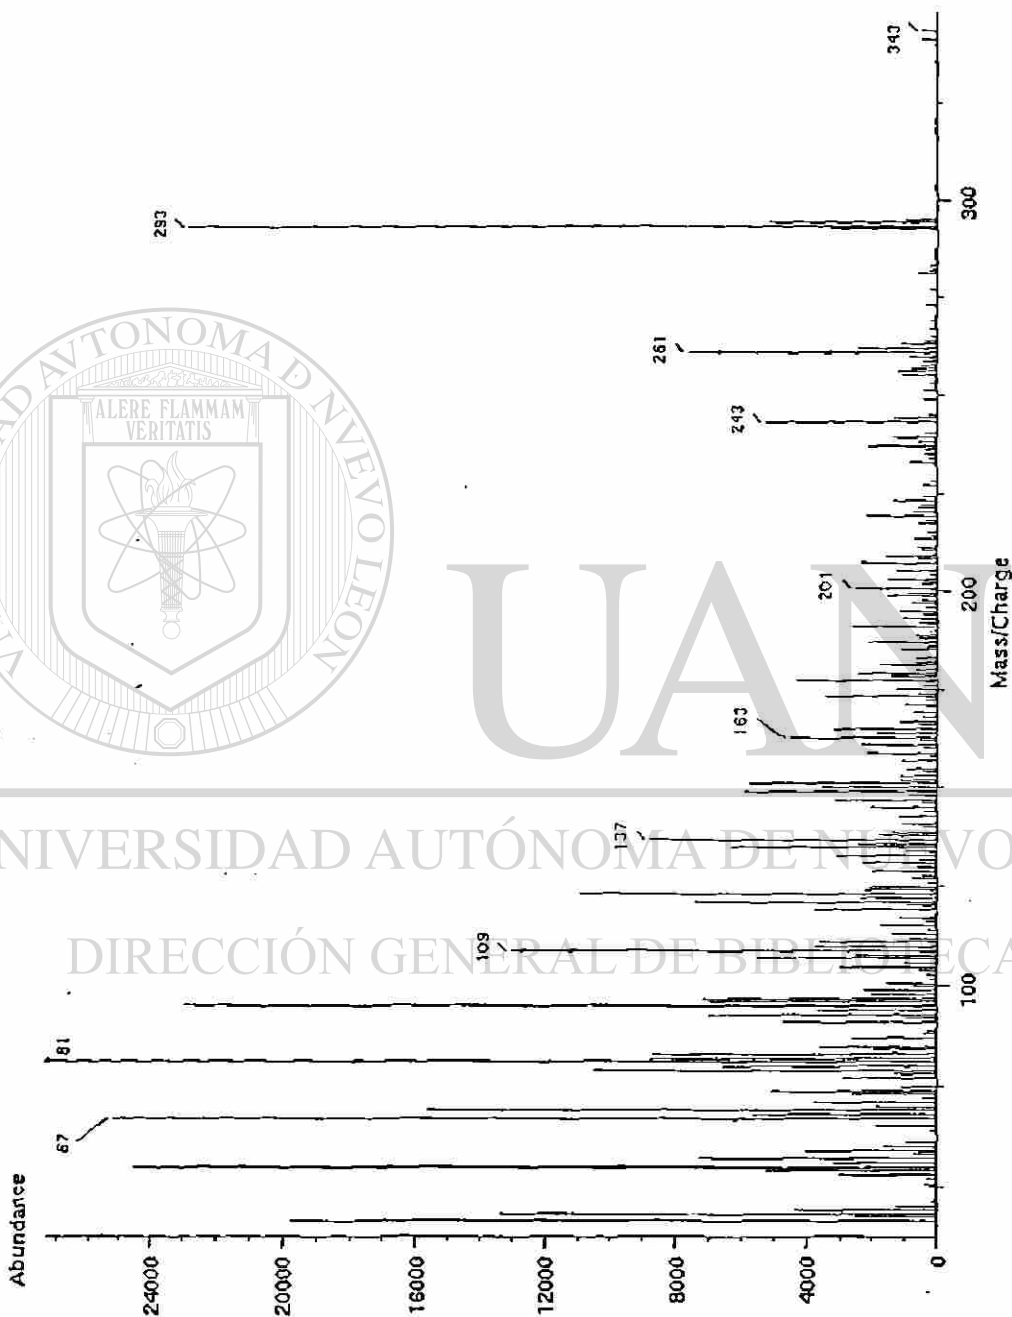 Abundance
24000
20000
16000
12000
8000
4000
0
67
81
109
137
163
201
243
261
293
343
100
200
300
Mass/Charge
ALERE FLAMMAM
VERITATIS
UAN
NIVERSIDAD AUTÓNOMA DE NUEVO
DIRECCIÓN GENERAL DE BIBLIOTECA